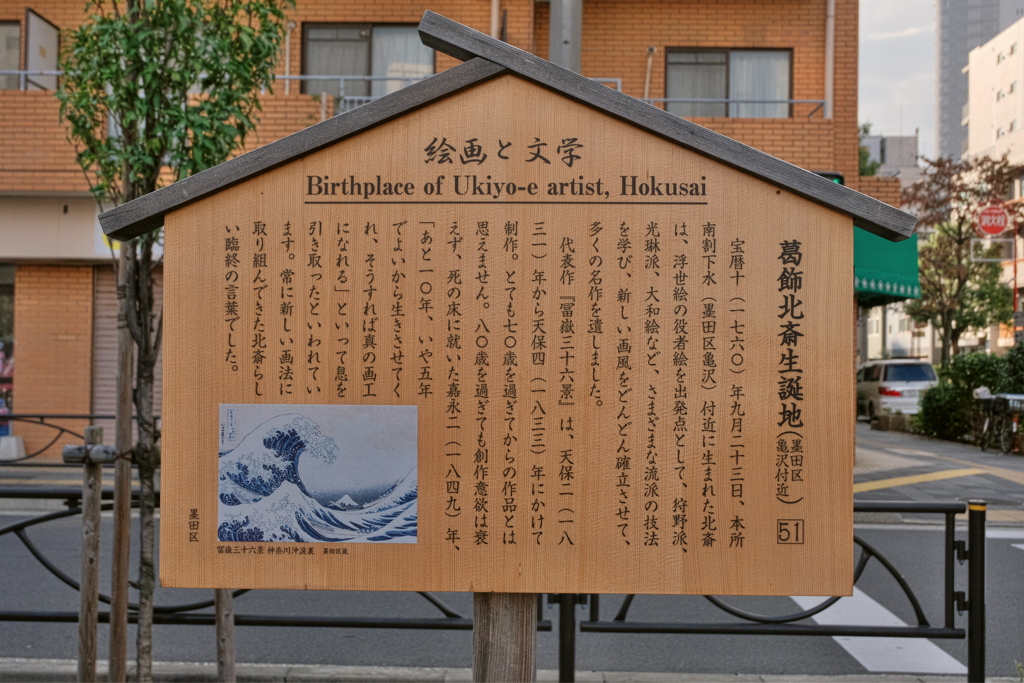 絵画と文学
Birthplace of Ukiyo-e artist, Hokusai
葛飾北斎生誕地(墨田区亀沢付近) 51
宝暦十(一七六〇)年九月二十三日、本所
南割下水(墨田区亀沢)付近に生まれた北斎
は、浮世絵の役者絵を出発点として、狩野派、
光琳派、大和絵など、さまざまな流派の技法
を学び、新しい画風をどんどん確立させて、
多くの名作を遺しました。
代表作『冨嶽三十六景』は、天保二(一八
三一)年から天保四(一八三三)年にかけて
制作。とても七〇歳を過ぎてからの作品とは
思えません。八〇歳を過ぎても創作意欲は衰
えず、死の床に就いた嘉永二(一八四九)年、
「あと一〇年、いや五年
でよいから生きさせてく
れ、そうすれば真の画工
になれる」といって息を
引き取ったといわれてい
ます。常に新しい画法に
取り組んできた北斎らし
い臨終の言葉でした。
冨嶽三十六景 神奈川沖浪裏 墨田区蔵
墨田区
消火栓